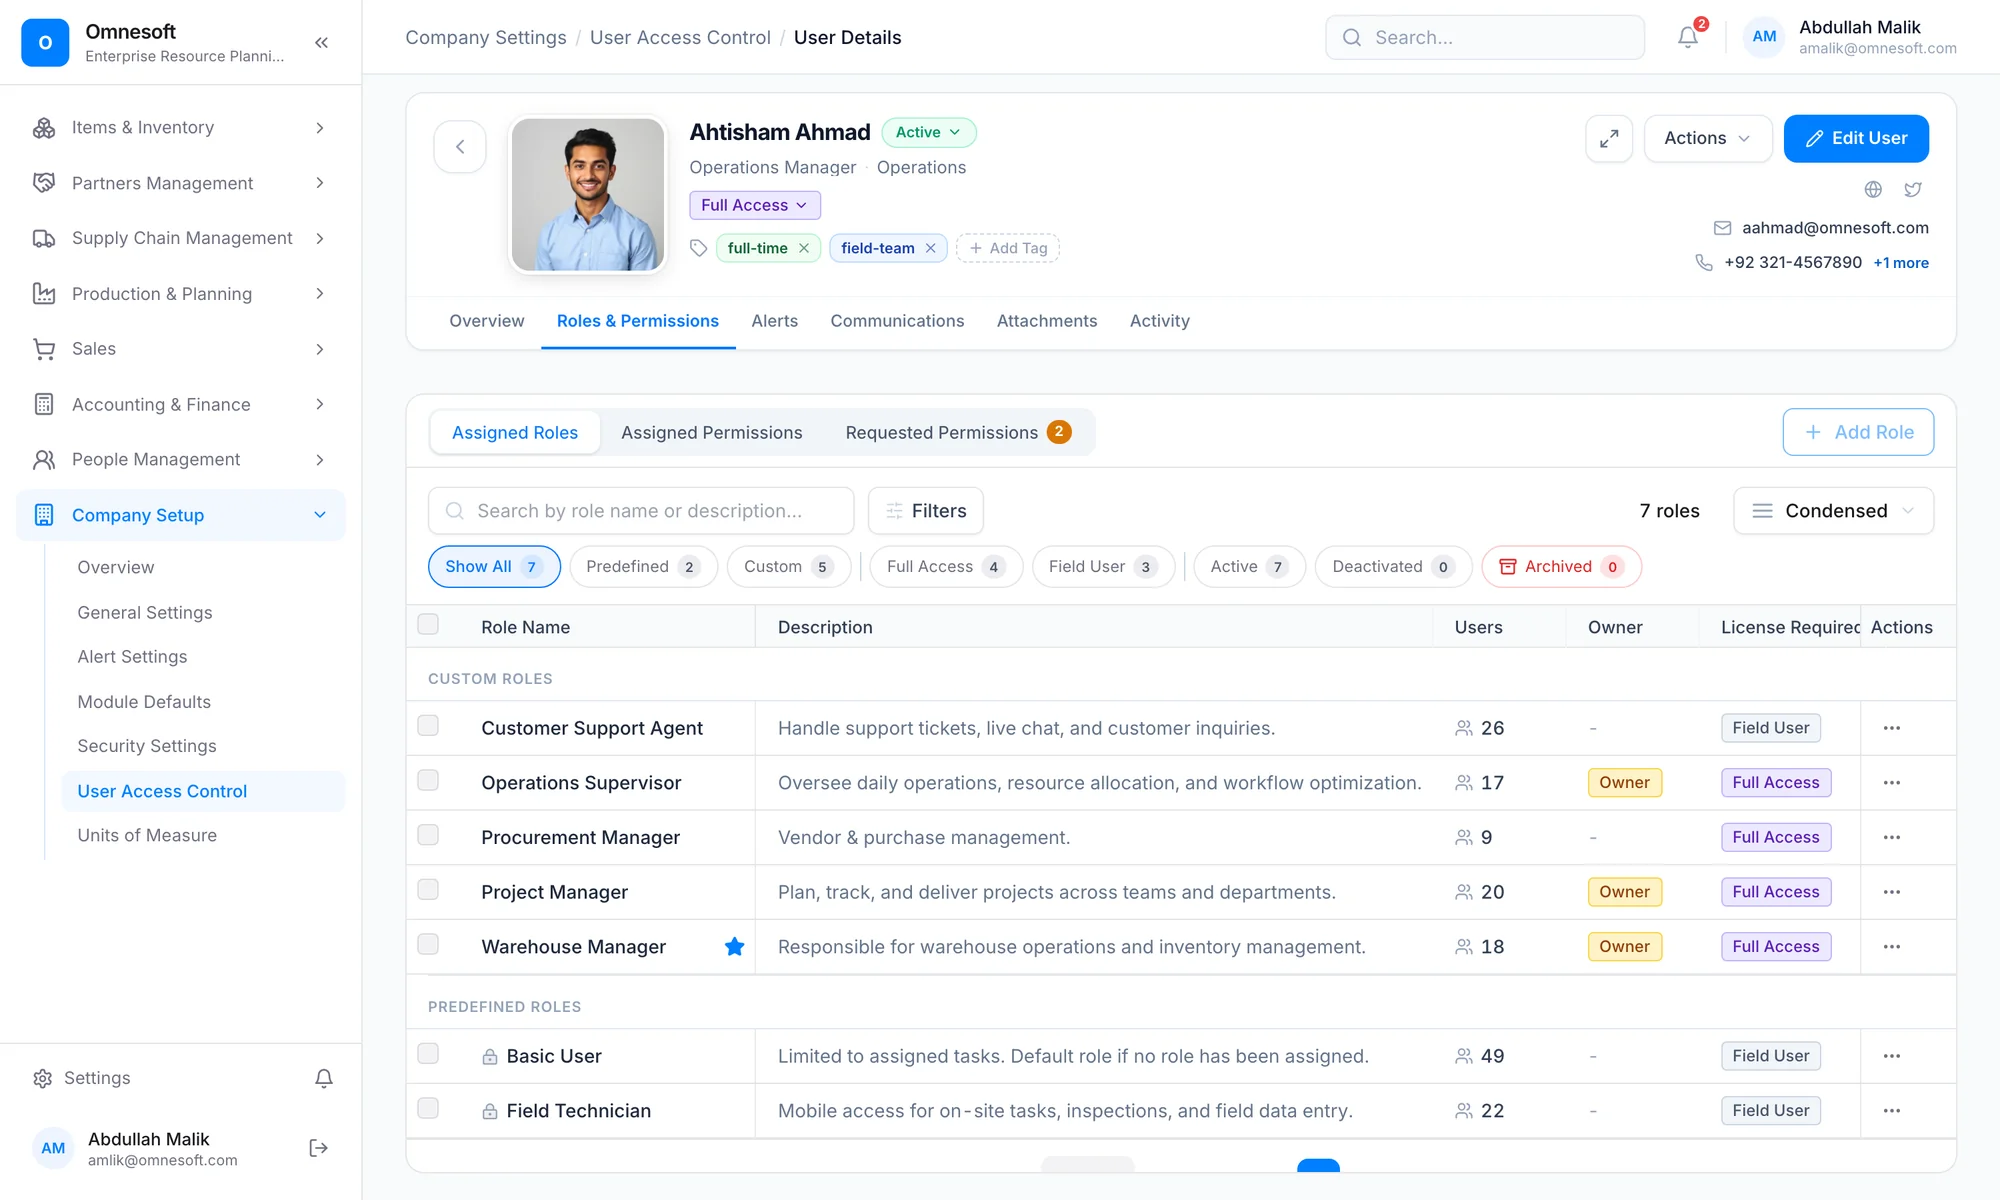 O
Omnesoft
Enterprise Resource Planni...
Items & Inventory
Partners Management
Supply Chain Management
Production & Planning
Sales
Accounting & Finance
People Management
Company Setup
Overview
General Settings
Alert Settings
Module Defaults
Security Settings
User Access Control
Units of Measure
Settings
AM
Abdullah Malik
amlik@omnesoft.com
Company Settings / User Access Control / User Details
Search...
2
AM
Abdullah Malik
amalik@omnesoft.com
Ahtisham Ahmad
Active
Operations Manager · Operations
Full Access
full-time
field-team
+ Add Tag
Actions
Edit User
aahmad@omnesoft.com
+92 321-4567890 +1 more
Overview
Roles & Permissions
Alerts
Communications
Attachments
Activity
Assigned Roles
Assigned Permissions
Requested Permissions 2
+ Add Role
Search by role name or description...
Filters
7 roles
Condensed
Show All 7
Predefined 2
Custom 5
Full Access 4
Field User 3
Active 7
Deactivated 0
Archived 0
Role Name Description Users Owner License Required Actions
CUSTOM ROLES
Customer Support Agent Handle support tickets, live chat, and customer inquiries. 26 - Field User
Operations Supervisor Oversee daily operations, resource allocation, and workflow optimization. 17 Owner Full Access
Procurement Manager Vendor & purchase management. 9 - Full Access
Project Manager Plan, track, and deliver projects across teams and departments. 20 Owner Full Access
Warehouse Manager Responsible for warehouse operations and inventory management. 18 Owner Full Access
PREDEFINED ROLES
Basic User Limited to assigned tasks. Default role if no role has been assigned. 49 - Field User
Field Technician Mobile access for on-site tasks, inspections, and field data entry. 22 - Field User